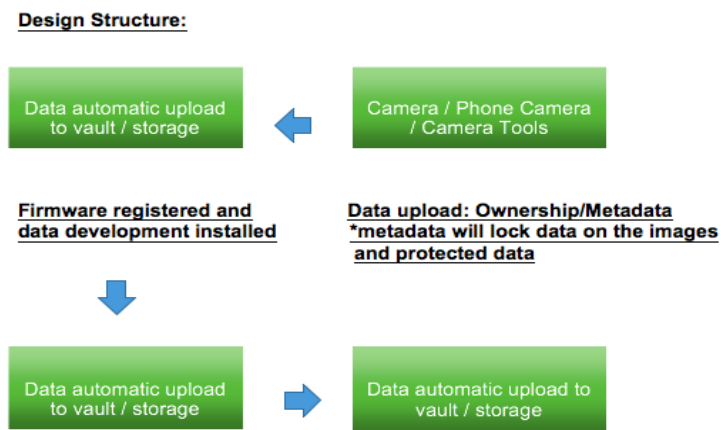 Design Structure:
Data automatic upload
to vault / storage
Camera / Phone Camera
/ Camera Tools
Firmware registered and
data development installed
Data upload: Ownership/Metadata
*metadata will lock data on the images
and protected data
Data automatic upload
to vault / storage
Data automatic upload to
vault / storage